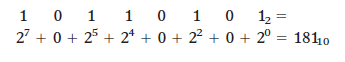 1 0 1 1 0 1 0 1₂ =
2⁷ + 0 + 2⁵ + 2⁴ + 0 + 2² + 0 + 2⁰ = 181₁₀